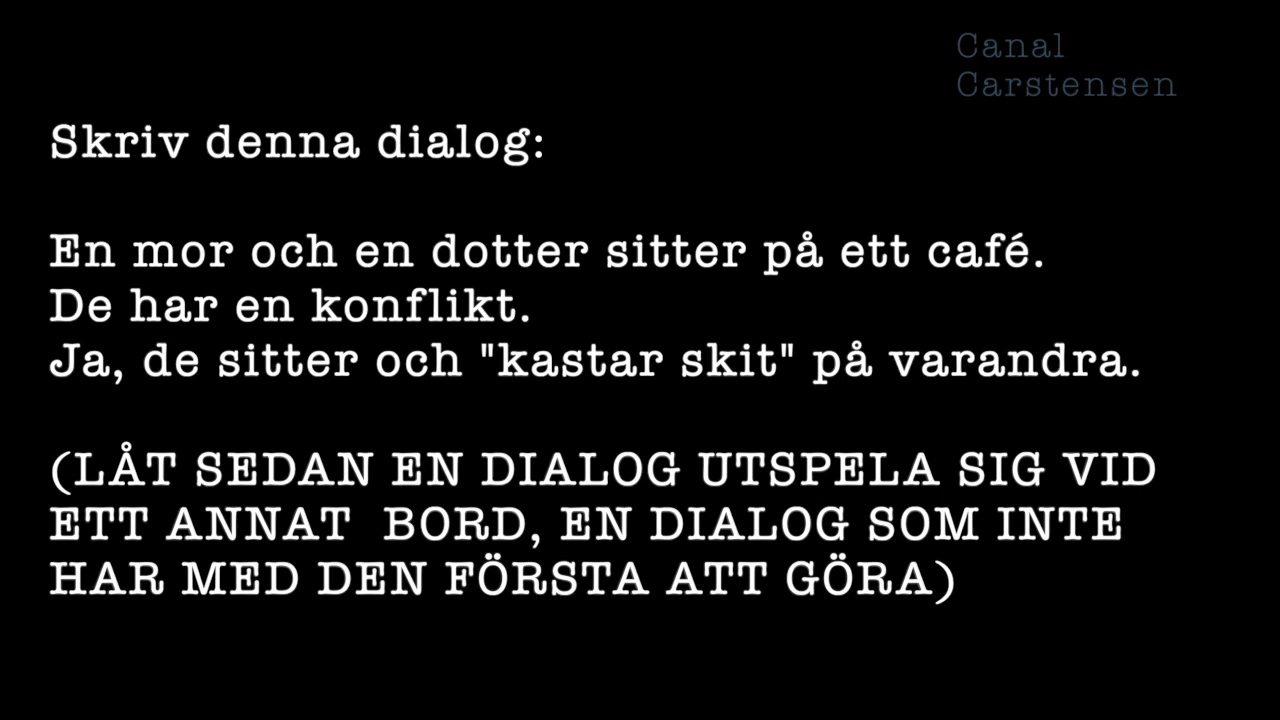 Canal
Carstensen
Skriv denna dialog:
En mor och en dotter sitter på ett café.
De har en konflikt.
Ja, de sitter och "kastar skit" på varandra.
(LÅT SEDAN EN DIALOG UTSPELA SIG VID
ETT ANNAT BORD, EN DIALOG SOM INTE
HAR MED DEN FÖRSTA ATT GÖRA)